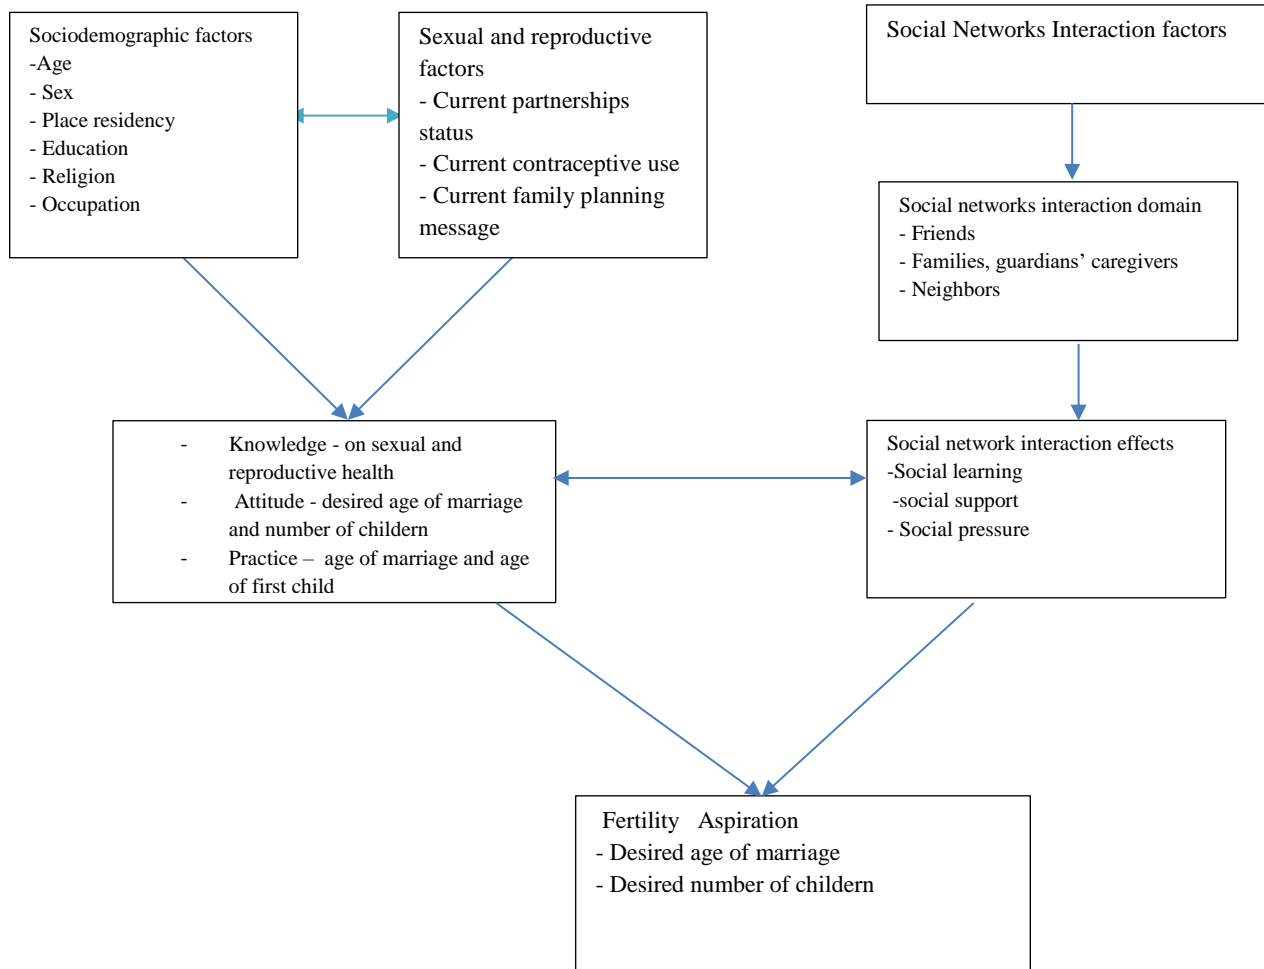 Sociodemographic factors
-Age
- Sex
- Place residency
- Education
- Religion
- Occupation
Sexual and reproductive
factors
- Current partnerships
status
- Current contraceptive use
- Current family planning
message
Social Networks Interaction factors
Social networks interaction domain
- Friends
- Families, guardians’ caregivers
- Neighbors
- Knowledge - on sexual and
reproductive health
- Attitude - desired age of marriage
and number of childern
- Practice – age of marriage and age
of first child
Social network interaction effects
-Social learning
-social support
- Social pressure
Fertility Aspiration
- Desired age of marriage
- Desired number of childern